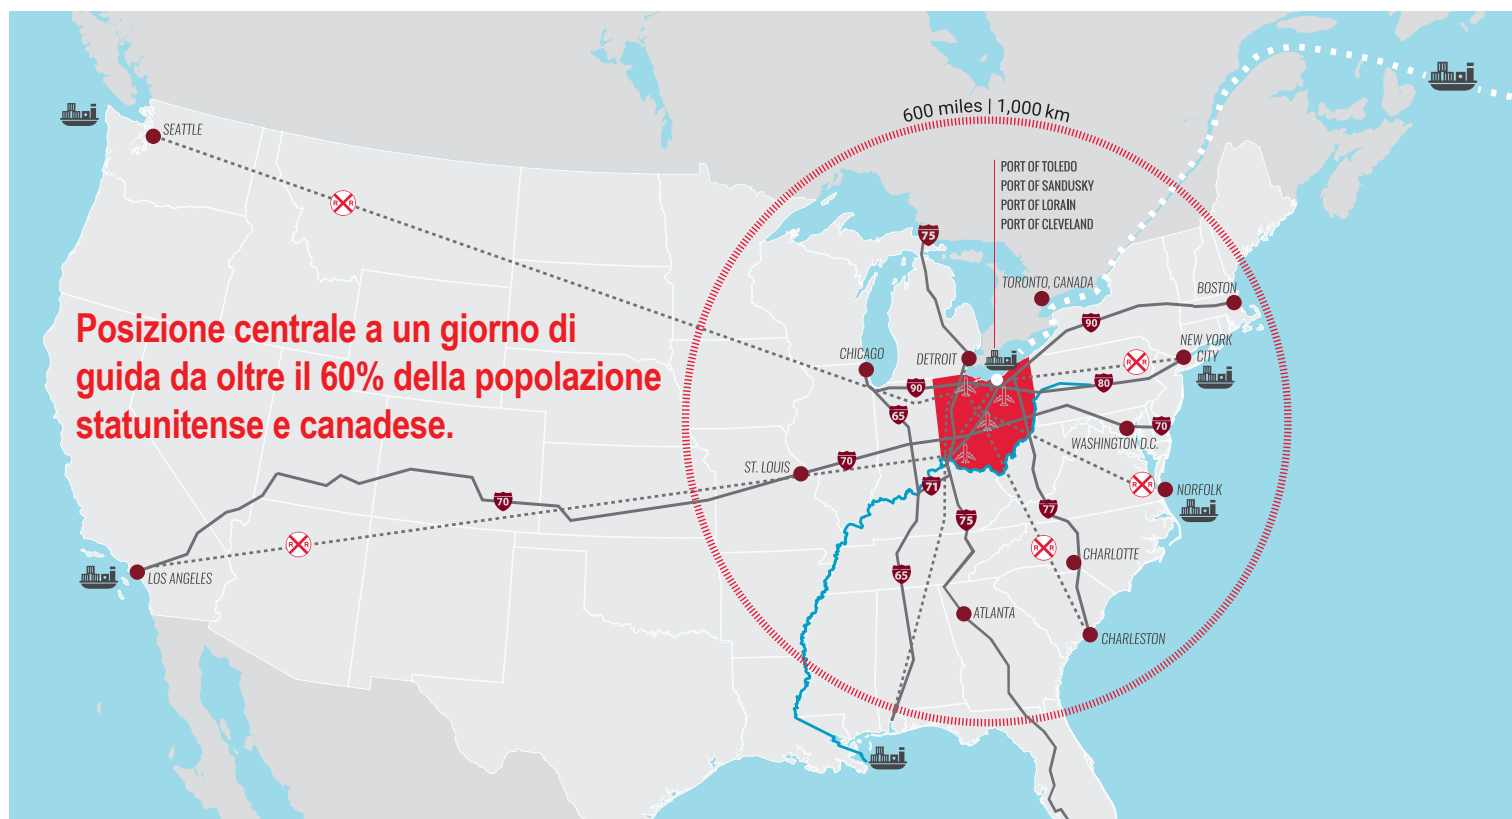 600 miles | 1,000 km
SEATTLE
R R
PORT OF TOLEDO
PORT OF SANDUSKY
PORT OF LORAIN
PORT OF CLEVELAND
75
TORONTO, CANADA
BOSTON
90
Posizione centrale a un giorno di
guida da oltre il 60% della popolazione
statunitense e canadese.
CHICAGO
DETROIT
NEW YORK
CITY
R R
90
80
65
70
WASHINGTON D.C.
ST. LOUIS
70
71
R R
NORFOLK
70
75
77
R R
R R
CHARLOTTE
LOS ANGELES
65
ATLANTA
CHARLESTON